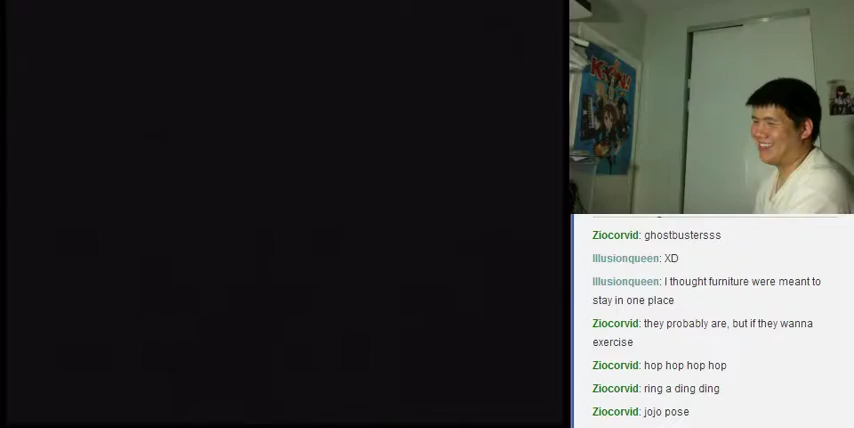 K-ON!
Ziocorvid: ghostbustersss
Illusionqueen: XD
Illusionqueen: I thought furniture were meant to
stay in one place
Ziocorvid: they probably are, but if they wanna
exercise
Ziocorvid: hop hop hop hop
Ziocorvid: ring a ding ding
Ziocorvid: jojo pose